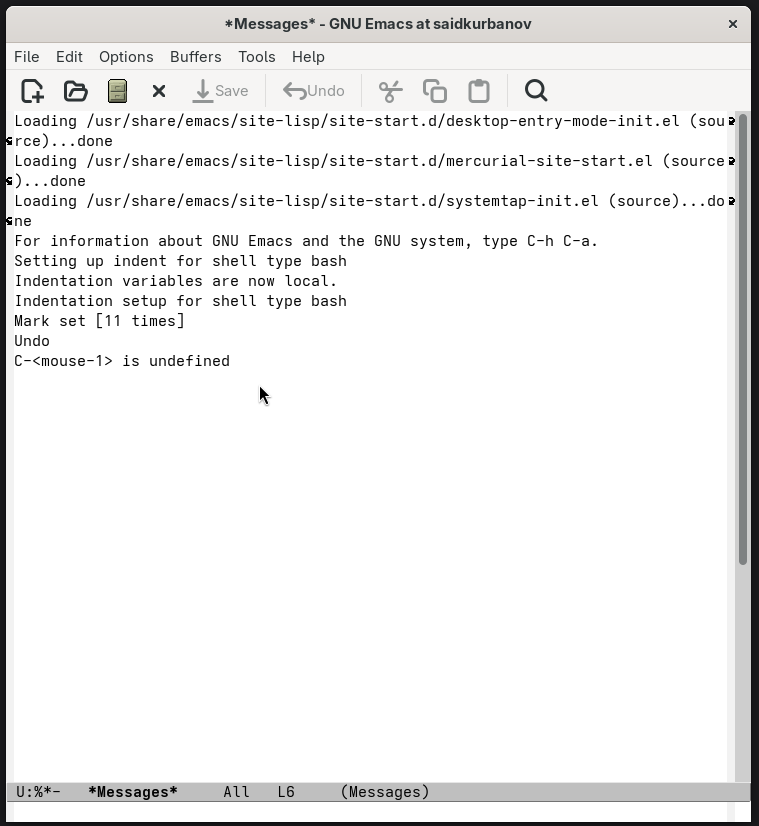 *Messages* - GNU Emacs at saidkurbanov
File Edit Options Buffers Tools Help
Save Undo
Loading /usr/share/emacs/site-lisp/site-start.d/desktop-entry-mode-init.el (sou
rce)...done
Loading /usr/share/emacs/site-lisp/site-start.d/mercurial-site-start.el (source
)...done
Loading /usr/share/emacs/site-lisp/site-start.d/systemtap-init.el (source)...do
ne
For information about GNU Emacs and the GNU system, type C-h C-a.
Setting up indent for shell type bash
Indentation variables are now local.
Indentation setup for shell type bash
Mark set [11 times]
Undo
C-<mouse-1> is undefined
U:%*- *Messages* All L6 (Messages)